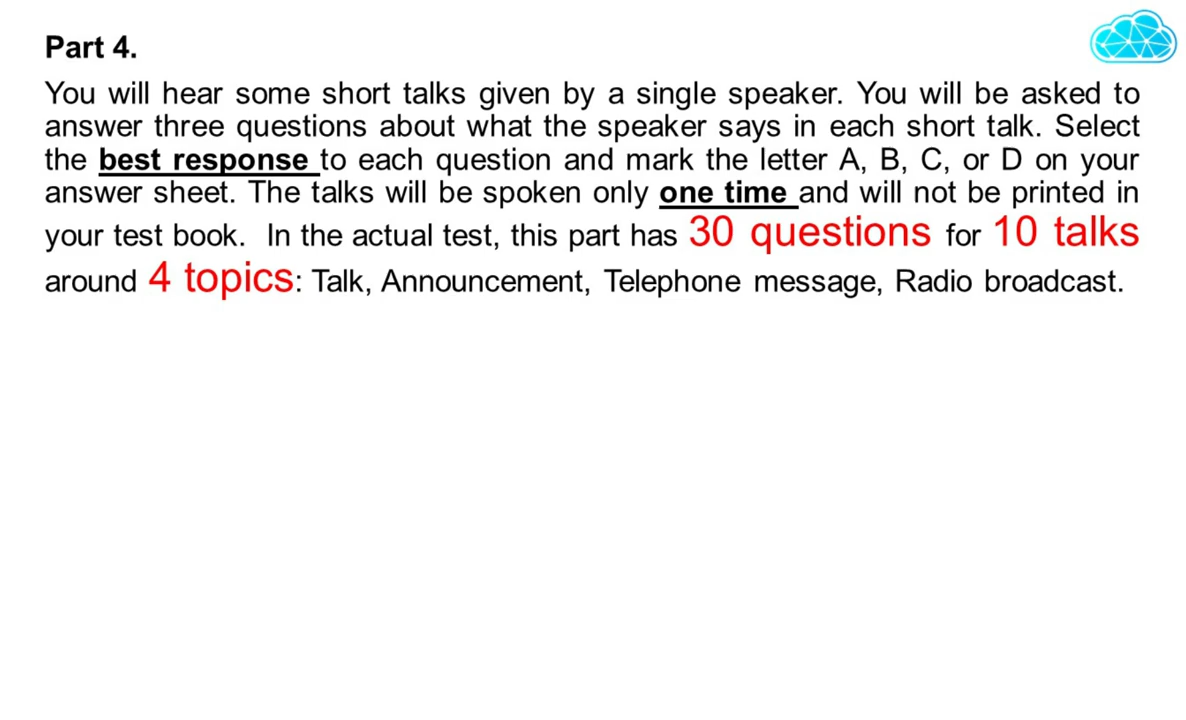 Part 4.
You will hear some short talks given by a single speaker. You will be asked to
answer three questions about what the speaker says in each short talk. Select
the best response to each question and mark the letter A, B, C, or D on your
answer sheet. The talks will be spoken only one time and will not be printed in
your test book. In the actual test, this part has 30 questions for 10 talks
around 4 topics: Talk, Announcement, Telephone message, Radio broadcast.